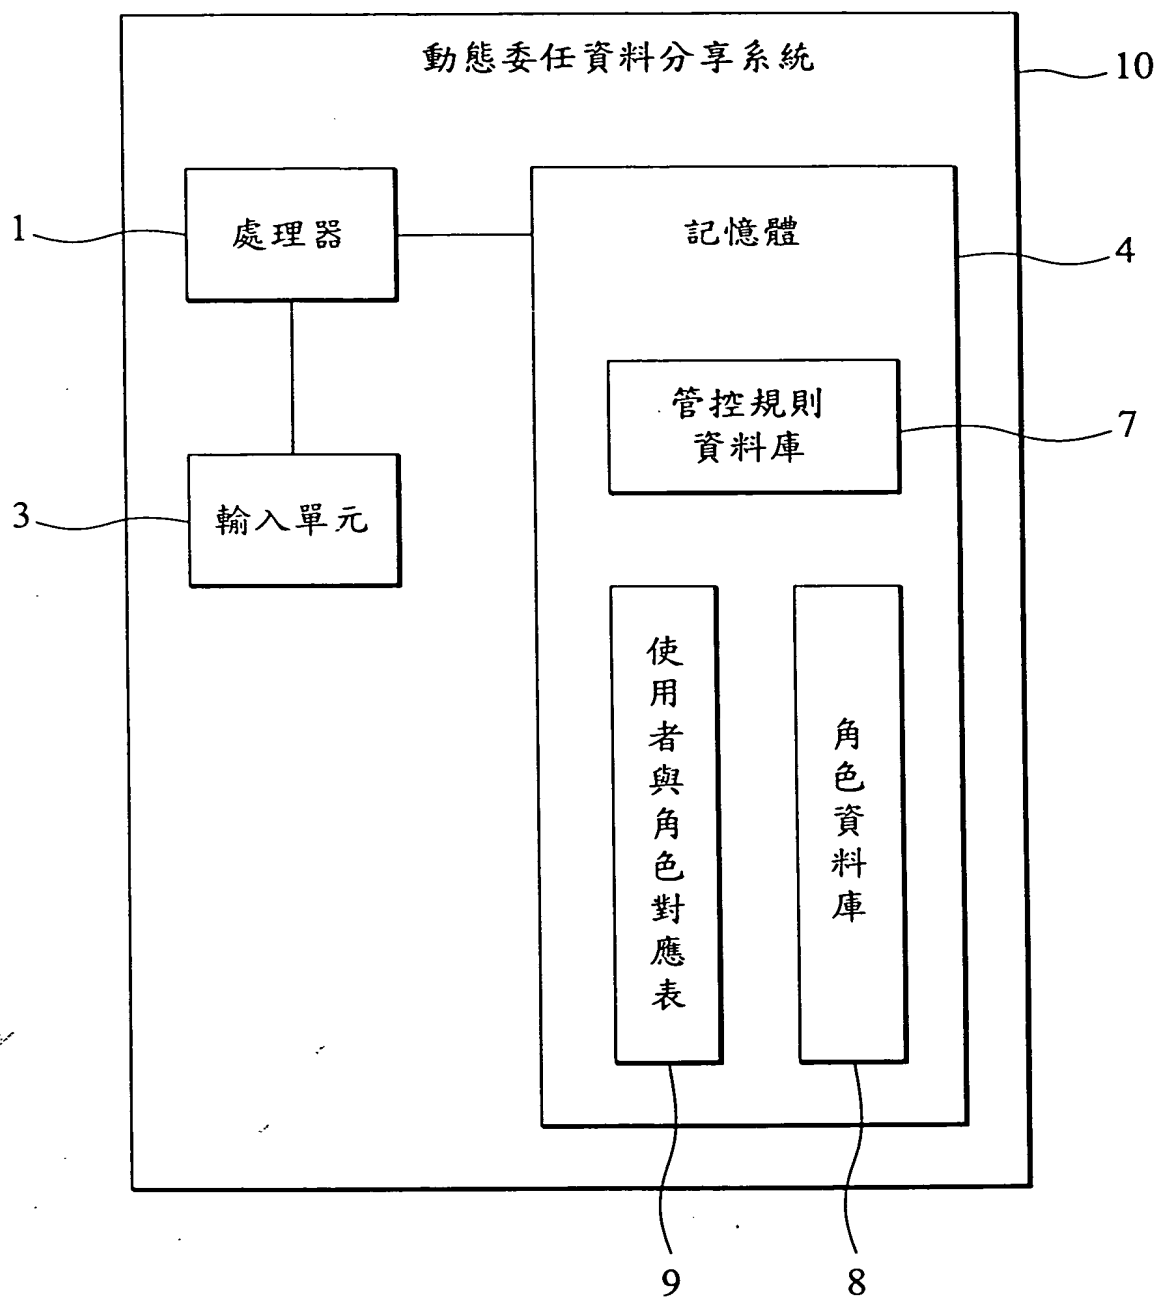 動態委任資料分享系統
10
1
處理器
記憶體
4
管控規則
資料庫
7
3
輸入單元
使用者與角色對應表
角色資料庫
9
8